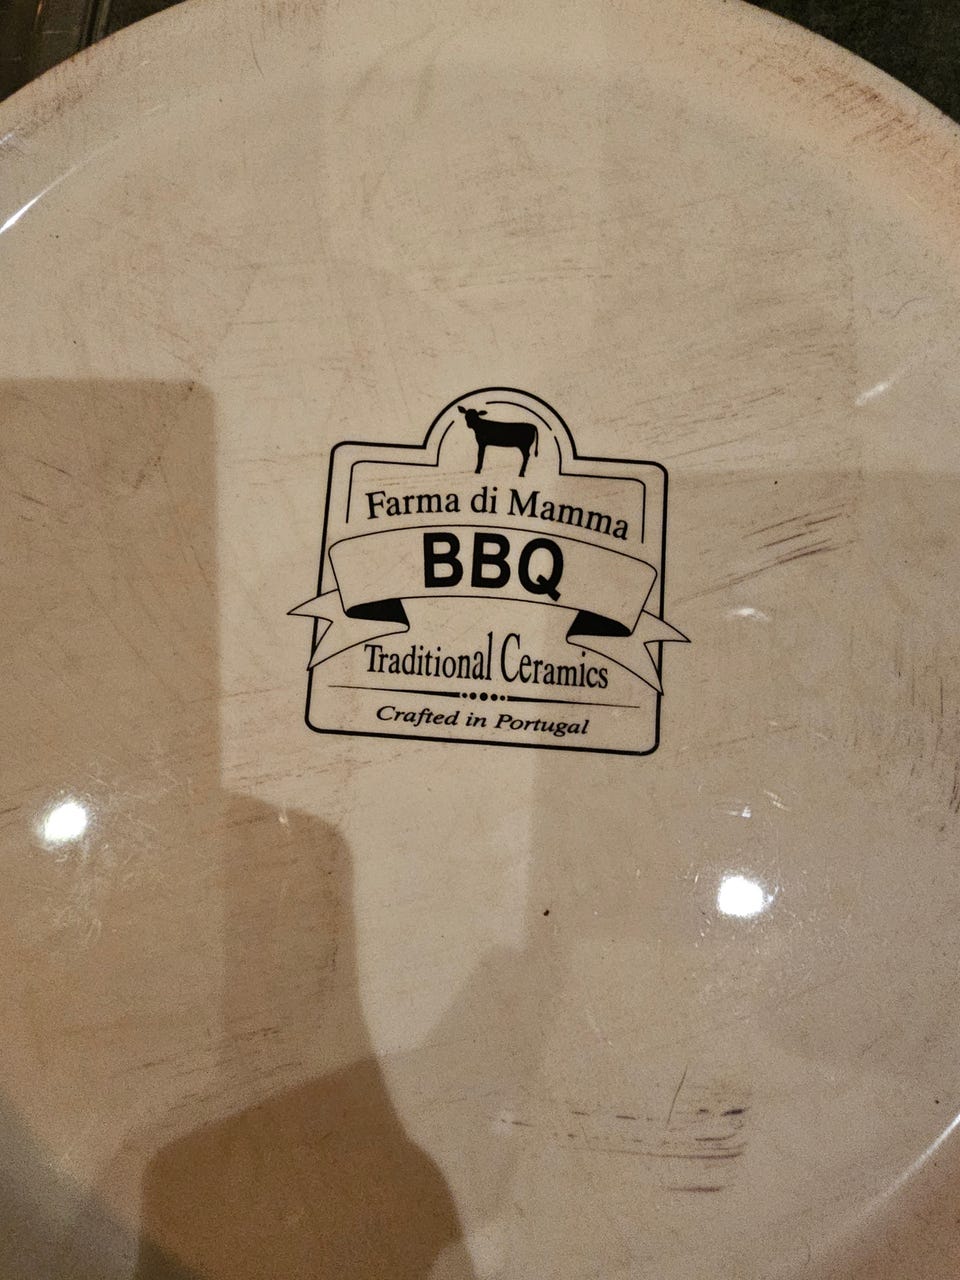 Farma di Mamma
BBQ
Traditional Ceramics
Crafted in Portugal